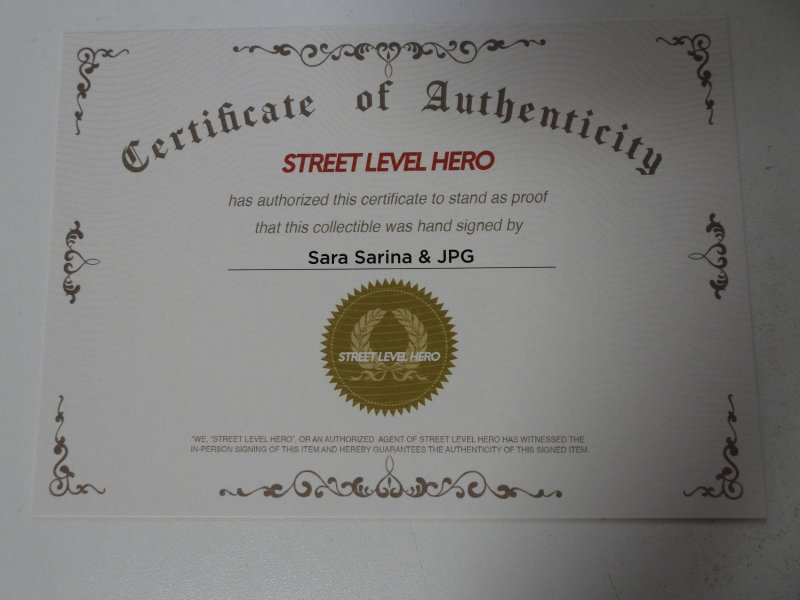 Certificate of Authenticity
STREET LEVEL HERO
has authorized this certificate to stand as proof
that this collectible was hand signed by
Sara Sarina & JPG
STREET LEVEL HERO
"WE, "STREET LEVEL HERO", OR AN AUTHORIZED AGENT OF STREET LEVEL HERO HAS WITNESSED THE
IN-PERSON SIGNING OF THIS ITEM AND HEREBY GUARANTEES THE AUTHENTICITY OF THIS SIGNED ITEM.